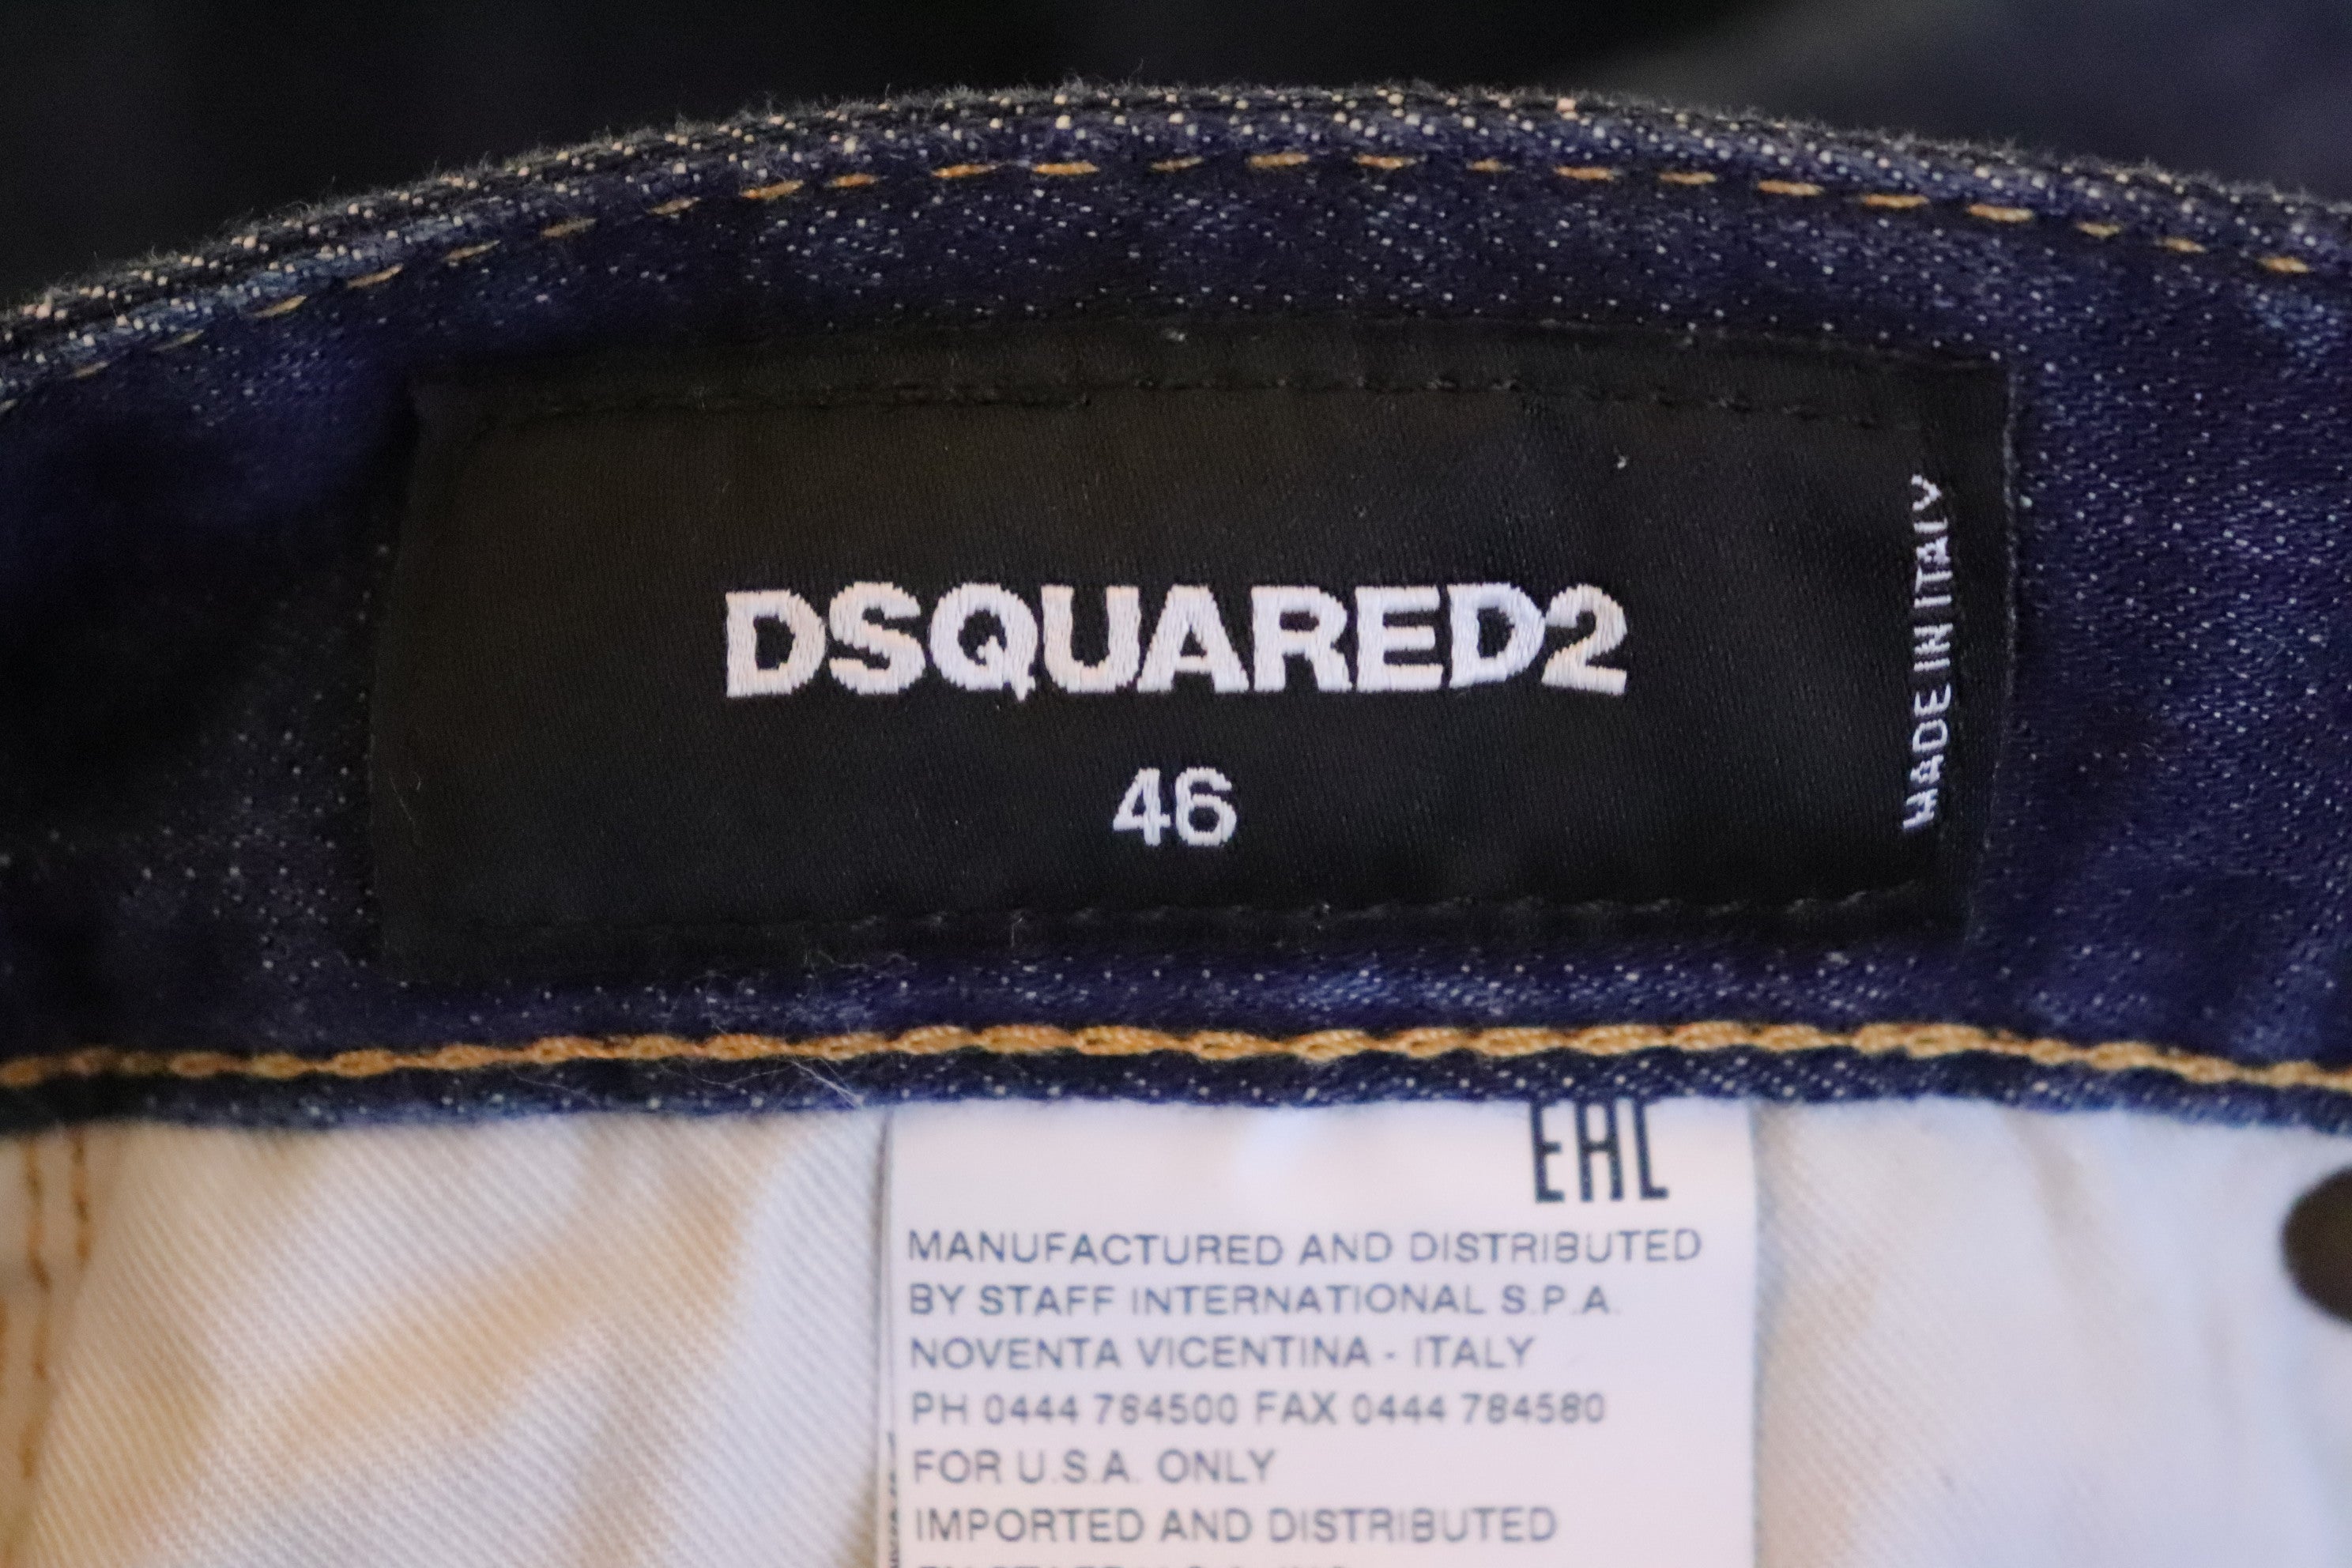 DSQUARED2
46
MADE IN ITALY
EAC
MANUFACTURED AND DISTRIBUTED
BY STAFF INTERNATIONAL S.P.A.
NOVENTA VICENTINA - ITALY
PH 0444 784500 FAX 0444 784580
FOR U.S.A. ONLY
IMPORTED AND DISTRIBUTED